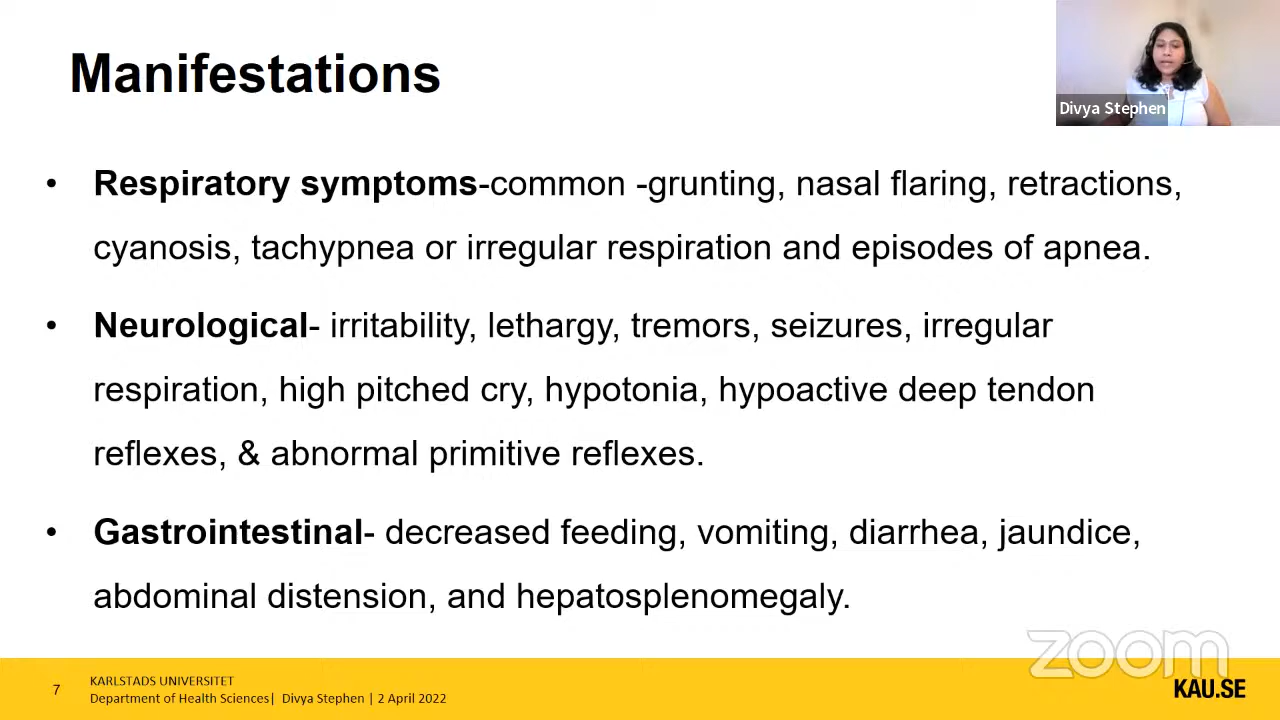 Manifestations
Divya Stephen
• Respiratory symptoms-common -grunting, nasal flaring, retractions,
cyanosis, tachypnea or irregular respiration and episodes of apnea.
• Neurological- irritability, lethargy, tremors, seizures, irregular
respiration, high pitched cry, hypotonia, hypoactive deep tendon
reflexes, & abnormal primitive reflexes.
• Gastrointestinal- decreased feeding, vomiting, diarrhea, jaundice,
abdominal distension, and hepatosplenomegaly.
zoom
7
KARLSTADS UNIVERSITET
Department of Health Sciences| Divya Stephen | 2 April 2022
KAU.SE